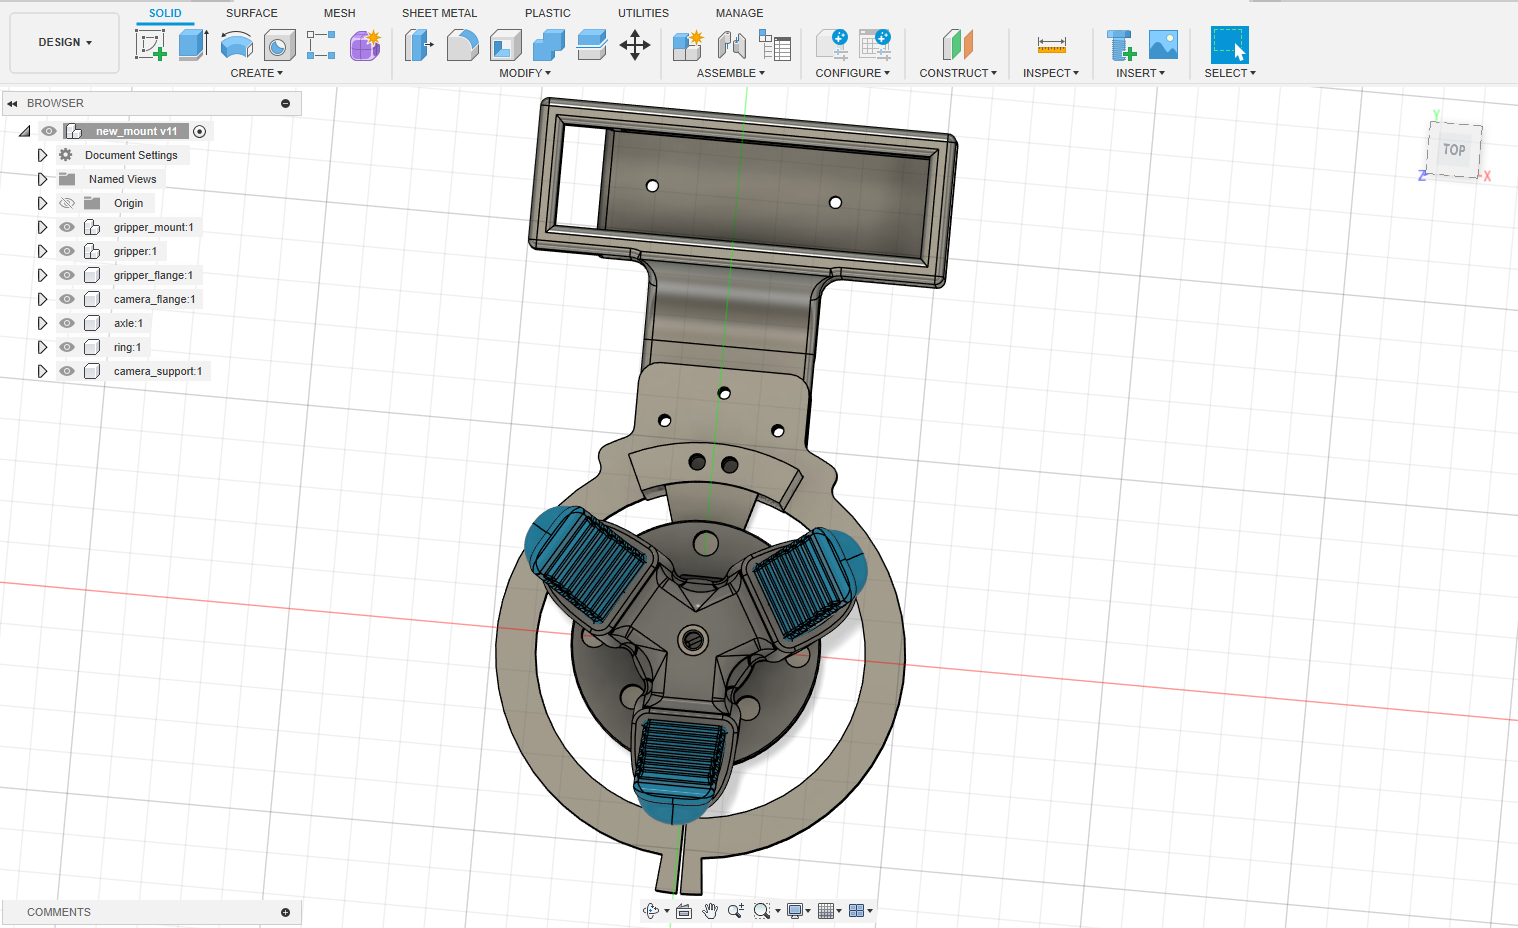 SOLID SURFACE MESH SHEET METAL PLASTIC UTILITIES MANAGE
DESIGN
CREATE MODIFY ASSEMBLE CONFIGURE CONSTRUCT INSPECT INSERT SELECT
BROWSER
new_mount v11
Document Settings
Named Views
Origin
gripper_mount:1
gripper:1
gripper_flange:1
camera_flange:1
axle:1
ring:1
camera_support:1
Y
TOP
Z X
COMMENTS